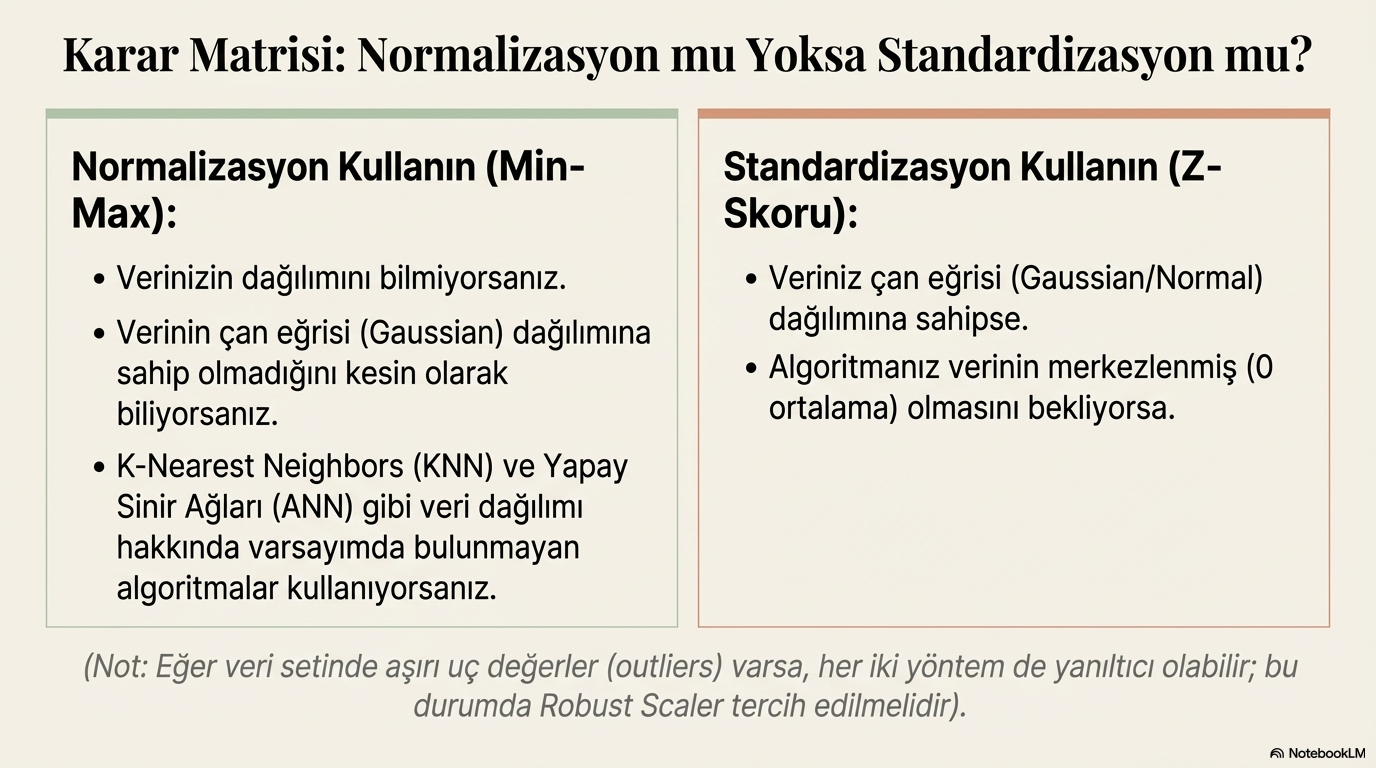 Karar Matrisi: Normalizasyon mu Yoksa Standardizasyon mu?
Normalizasyon Kullanın (Min-
Max):
• Verinizin dağılımını bilmiyorsanız.
• Verinin çan eğrisi (Gaussian) dağılımına
sahip olmadığını kesin olarak
biliyorsanız.
• K-Nearest Neighbors (KNN) ve Yapay
Sinir Ağları (ANN) gibi veri dağılımı
hakkında varsayımda bulunmayan
algoritmalar kullanıyorsanız.
Standardizasyon Kullanın (Z-
Skoru):
• Veriniz çan eğrisi (Gaussian/Normal)
dağılımına sahipse.
• Algoritmanız verinin merkezlenmiş (0
ortalama) olmasını bekliyorsa.
(Not: Eğer veri setinde aşırı uç değerler (outliers) varsa, her iki yöntem de yanıltıcı olabilir; bu
durumda Robust Scaler tercih edilmelidir).
NotebookLM